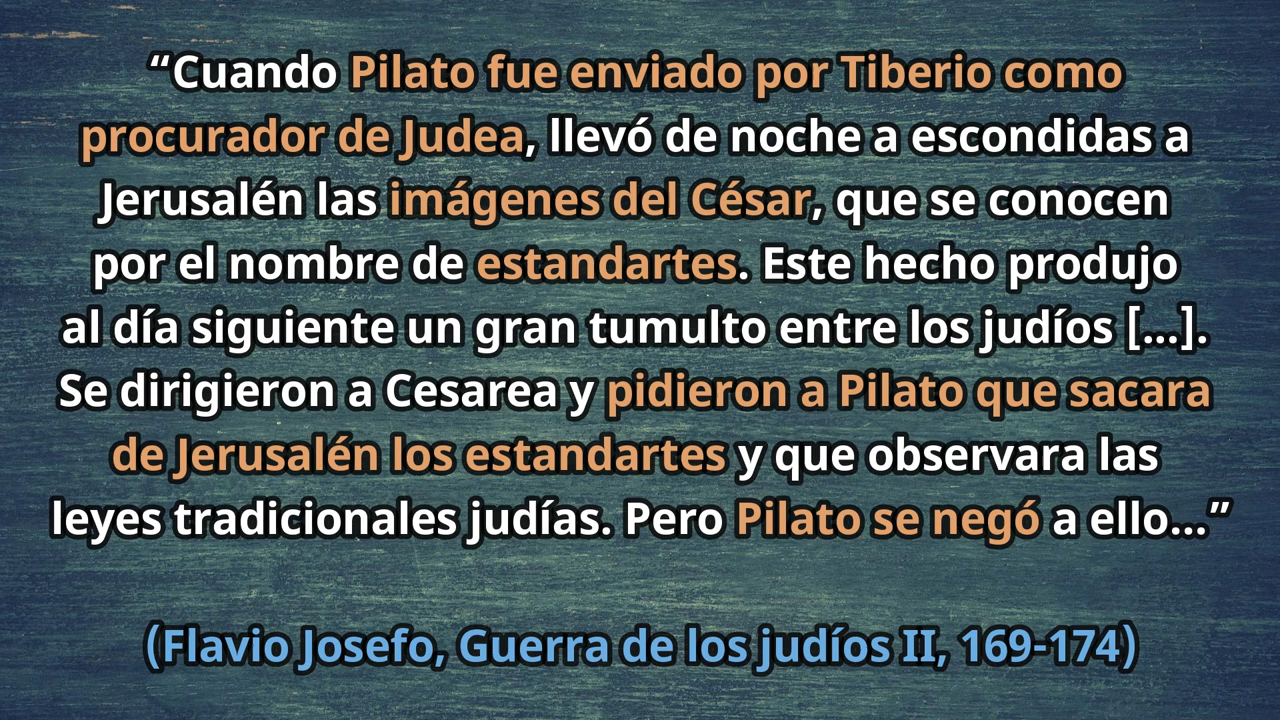 “Cuando Pilato fue enviado por Tiberio como
procurador de Judea, llevó de noche a escondidas a
Jerusalén las imágenes del César, que se conocen
por el nombre de estandartes. Este hecho produjo
al día siguiente un gran tumulto entre los judíos [...].
Se dirigieron a Cesarea y pidieron a Pilato que sacara
de Jerusalén los estandartes y que observara las
leyes tradicionales judías. Pero Pilato se negó a ello...”
(Flavio Josefo, Guerra de los judíos II, 169-174)